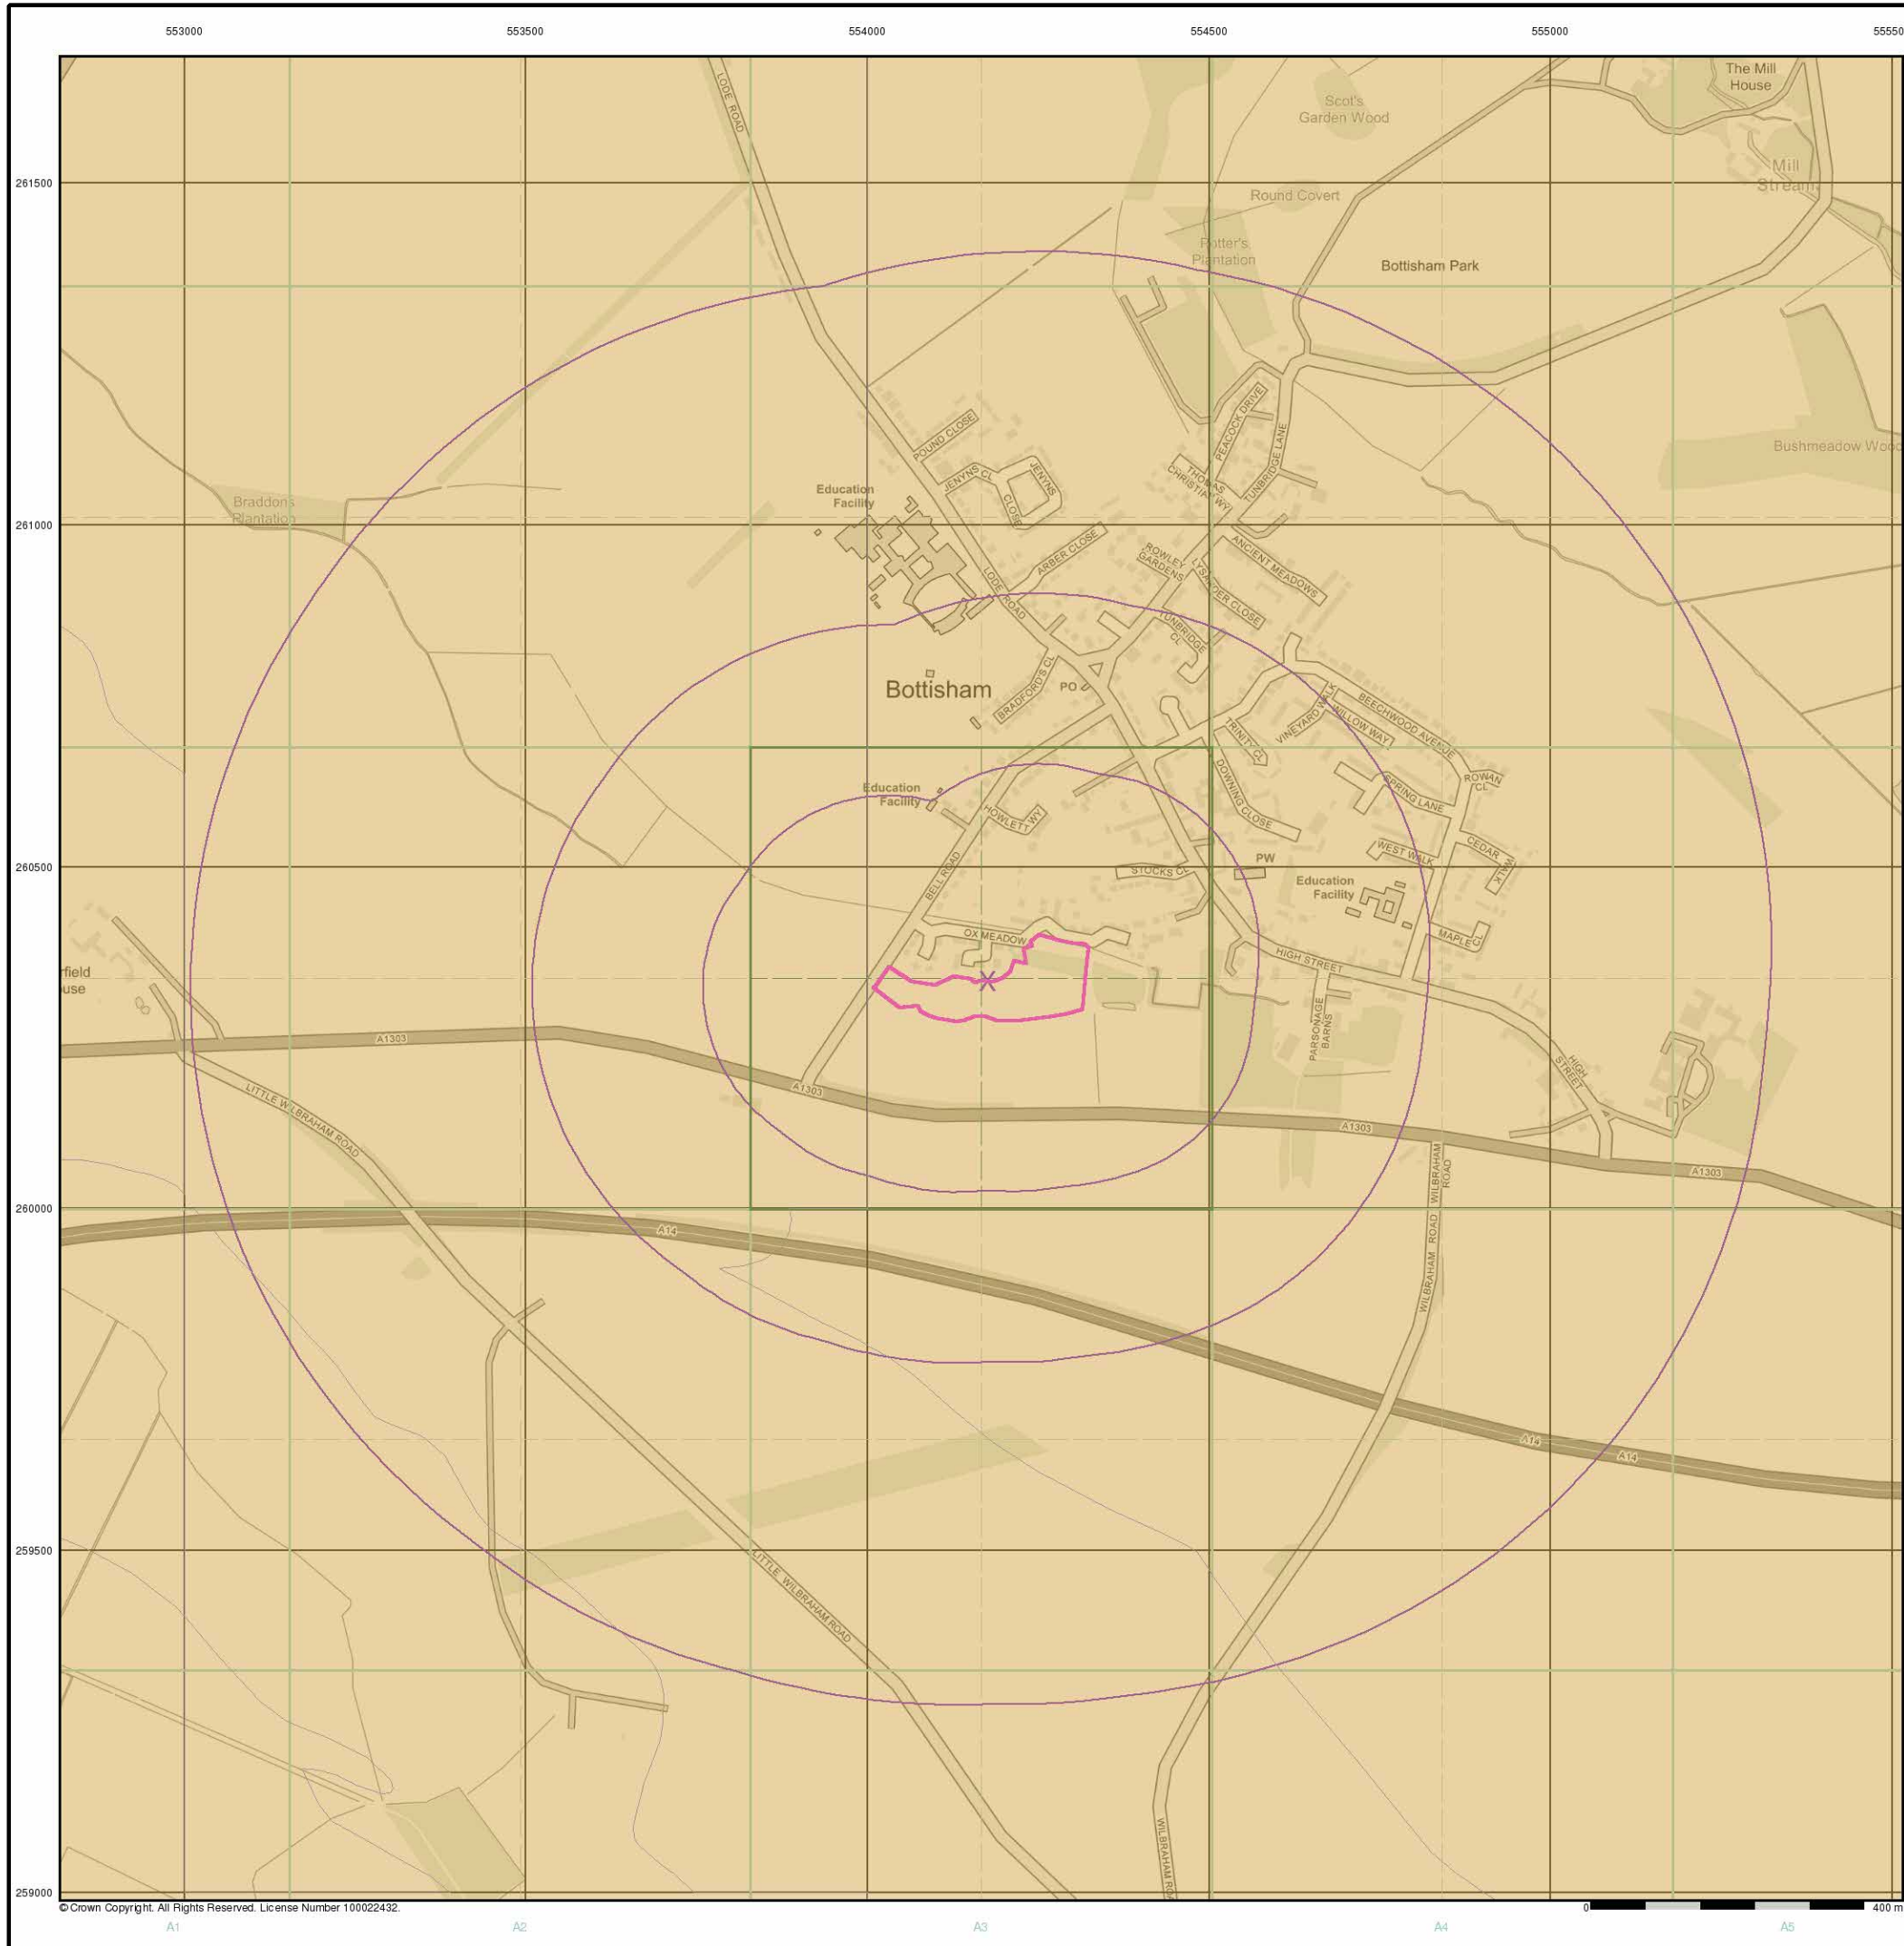 553000
553500
554000
554500
555000
261500
261000
260500
260000
259500
259000
LODE ROAD
Scot's
Garden Wood
The Mill
House
Mill
Stream
Round Covert
Potter's
Plantation
Bottisham Park
Bushmeadow Wood
PEACOCK DRIVE
TUNBRIDGE LANE
POUND CLOSE
JENYNS CL
JENYNS
CLOSE
THOMAS
CHRISTIAN WY
Education
Facility
Braddons
Plantation
ARBER CLOSE
ROWLEY
GARDENS
ANCIENT MEADOWS
LYSANDER CLOSE
LODE ROAD
TUNBRIDGE
CL
Bottisham
BRADFORD'S CL
PO
VINEYARD WALK
WILLOW WAY
BEECHWOOD AVENUE
TRINITY CL
DOWNING CLOSE
SPRING LANE
ROWAN
CL
Education
Facility
HOWLETT WY
BELL ROAD
STOCKS CL
PW
WEST WALK
CEDAR
WALK
Education
Facility
OX MEADOW
MAPLE CL
HIGH STREET
PARSONAGE
BARNS
HIGH
STREET
rfield
use
A1303
A1303
A1303
A1303
LITTLE WILBRAHAM ROAD
WILBRAHAM
ROAD
WILBRAHAM ROAD
A14
A14
A14
LITTLE WILBRAHAM ROAD
WILBRAHAM RO
© Crown Copyright. All Rights Reserved. License Number 100022432.
0
400 m
A1
A2
A3
A4
A5